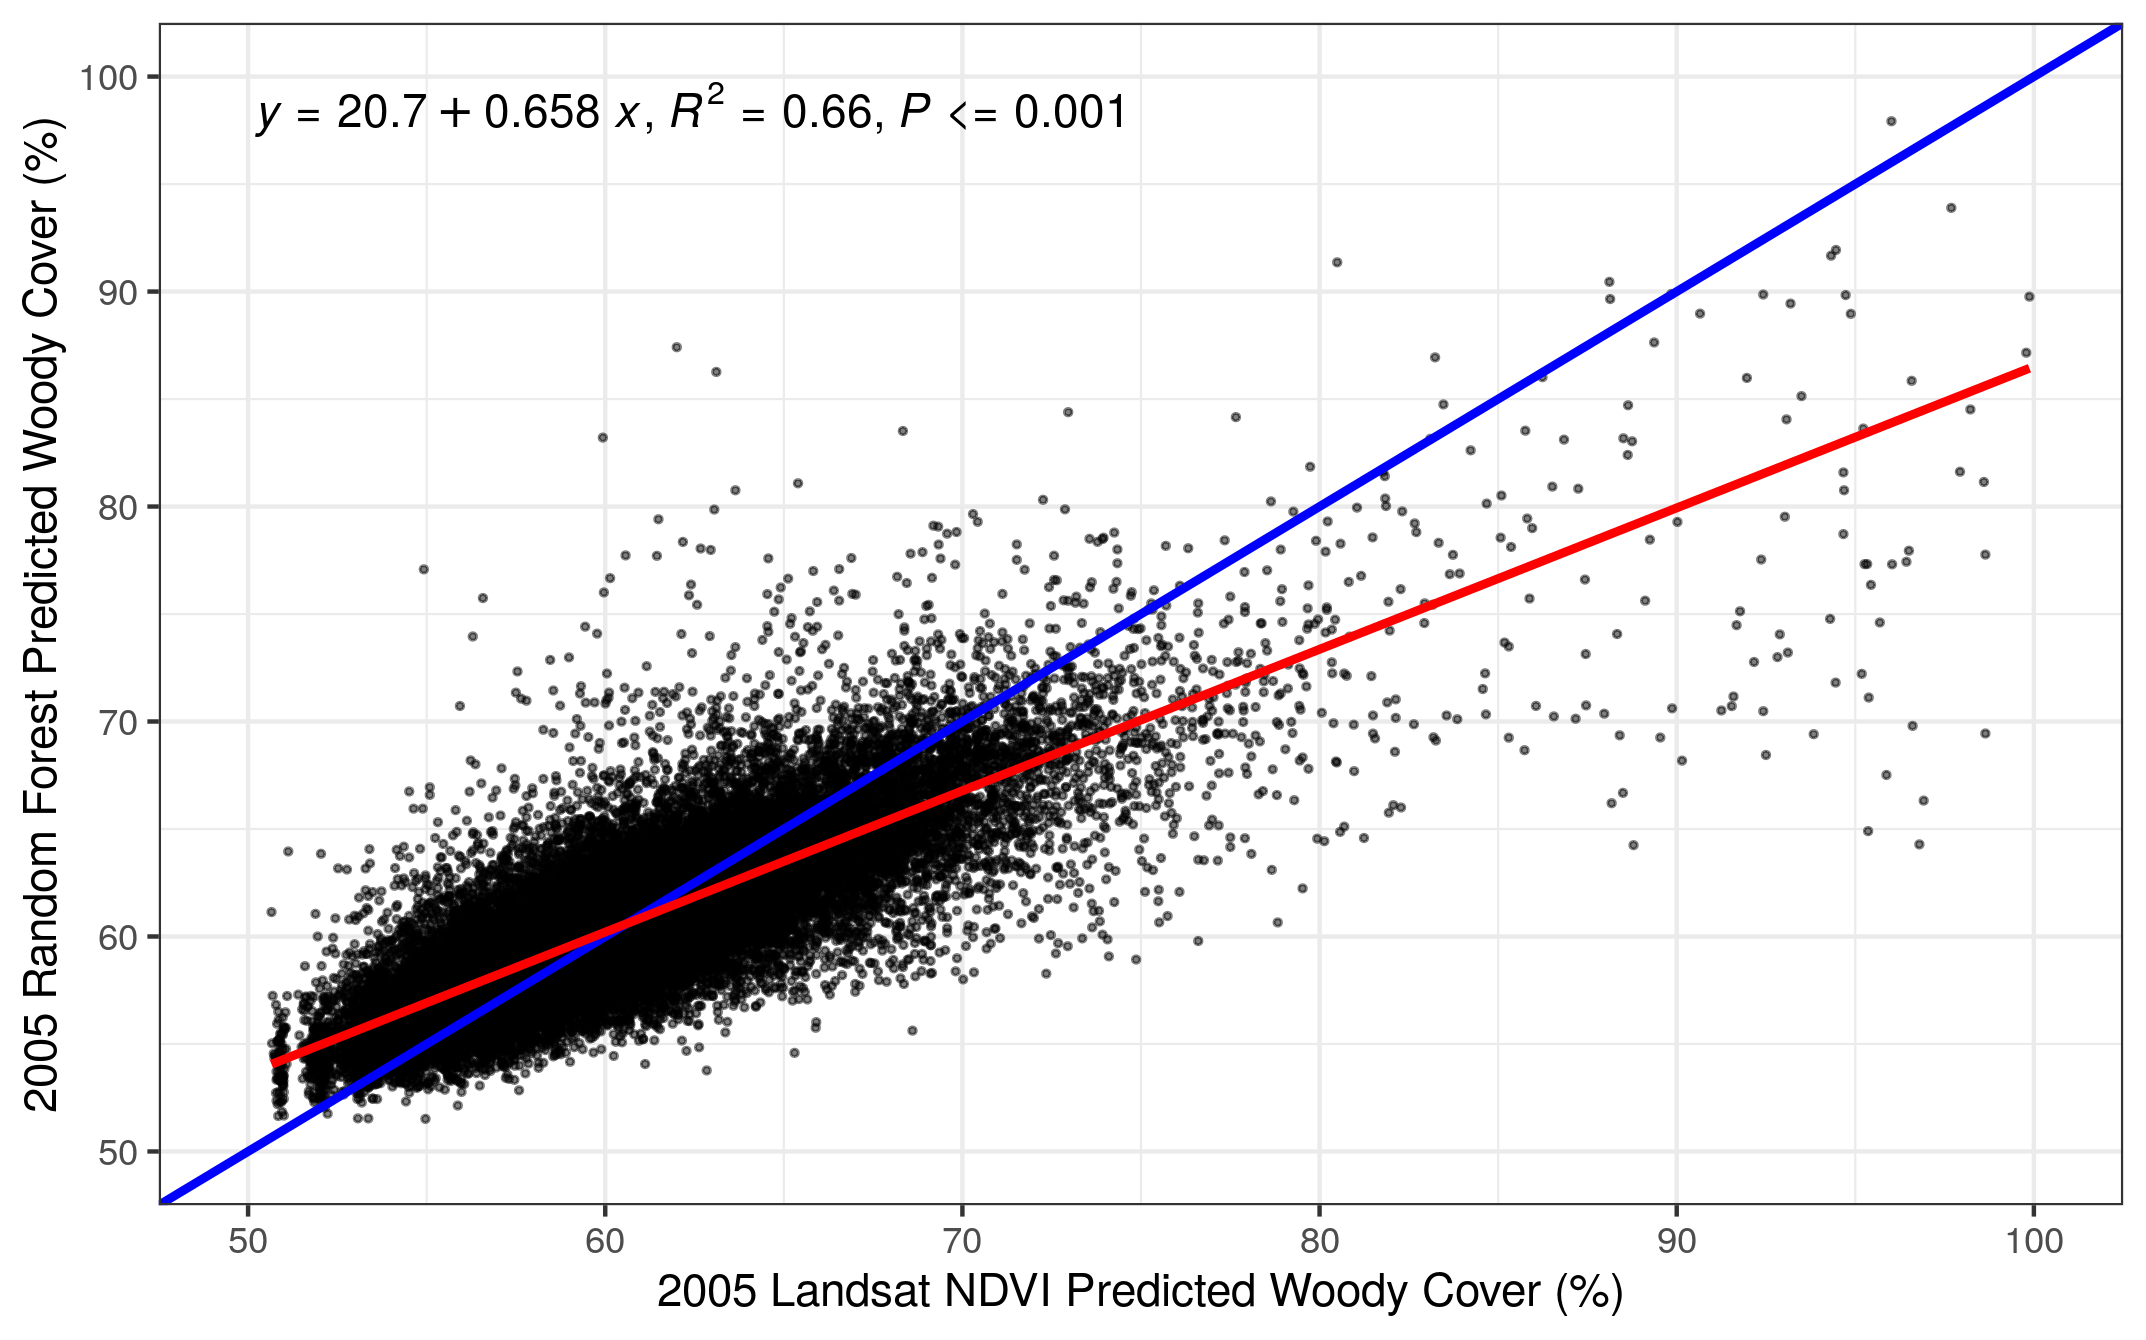 y = 20.7 + 0.658 x, R² = 0.66, P <= 0.001
100
90
80
70
60
50
50 60 70 80 90 100
2005 Landsat NDVI Predicted Woody Cover (%)
2005 Random Forest Predicted Woody Cover (%)